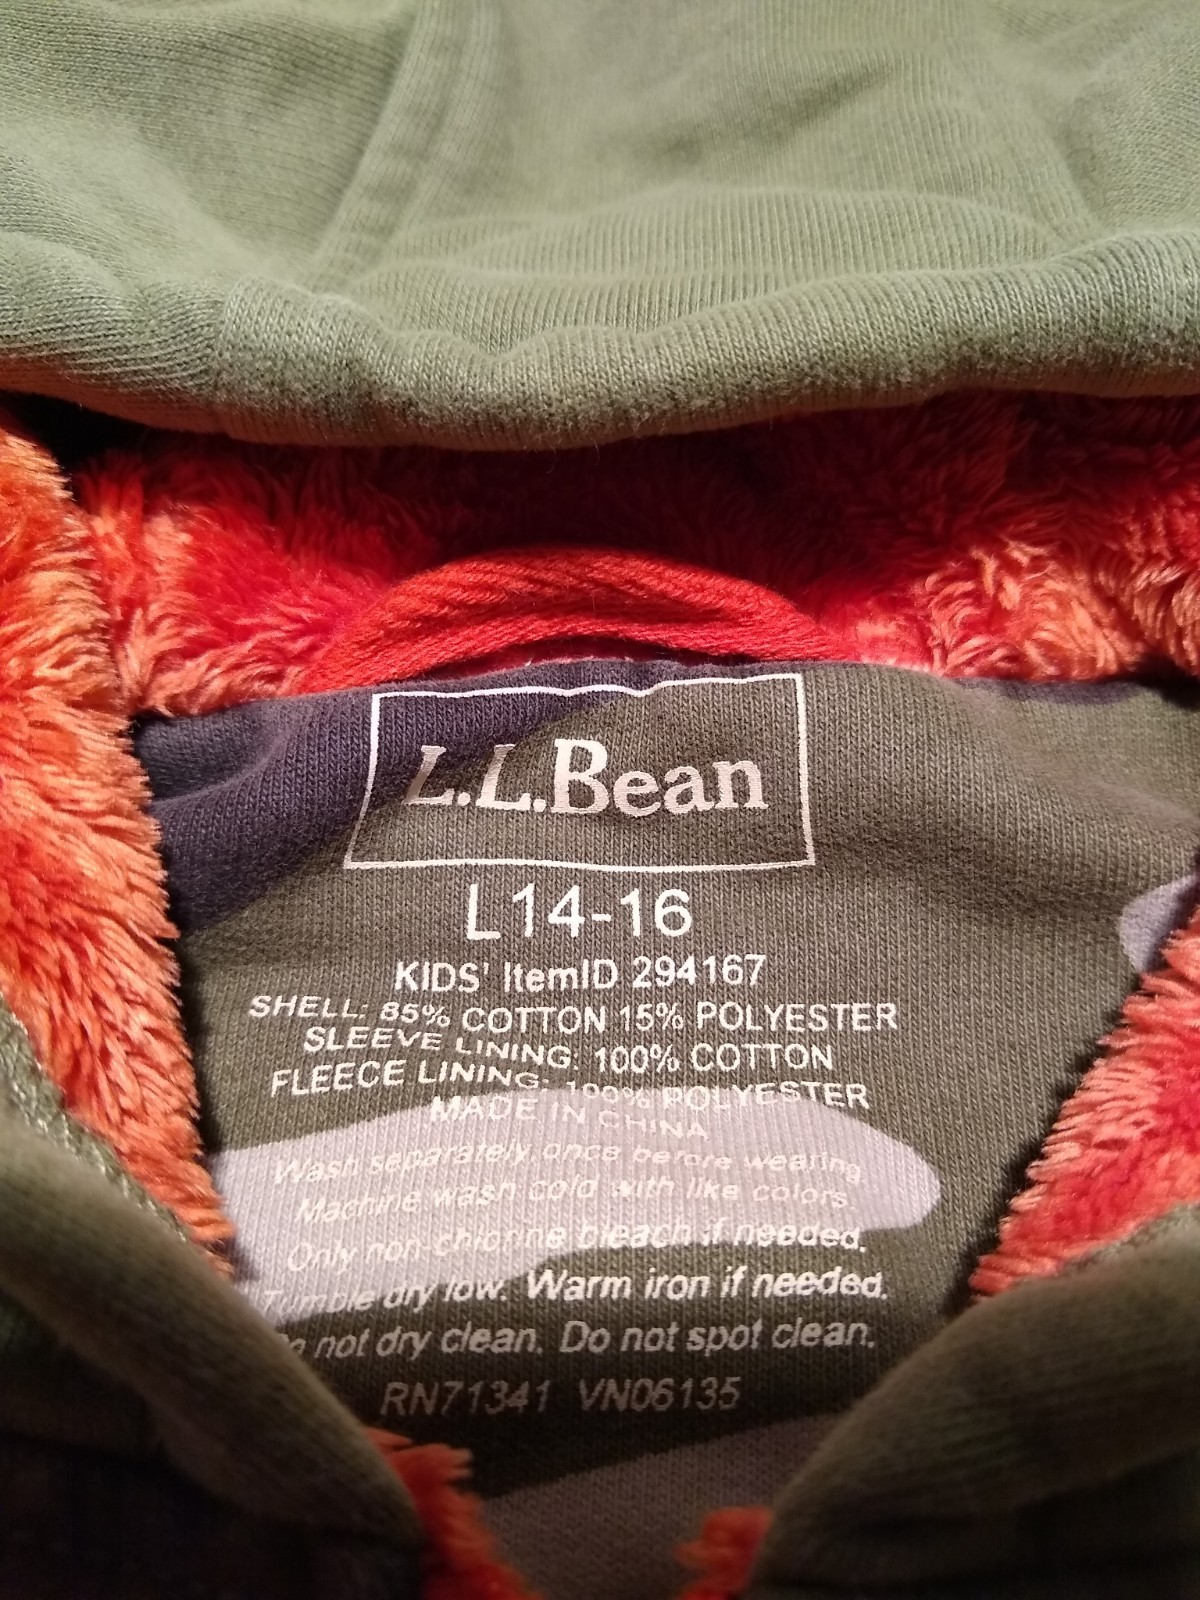 L.L.Bean
L 14-16
KIDS' ItemID 294167
SHELL: 85% COTTON 15% POLYESTER
SLEEVE LINING: 100% COTTON
FLEECE LINING: 100% POLYESTER
MADE IN CHINA
Wash separately, once before wearing
Machine wash cold with like colors.
Only non-chlorine bleach if needed.
Tumble dry low. Warm iron if needed.
Do not dry clean. Do not spot clean.
RN71341 VN06135